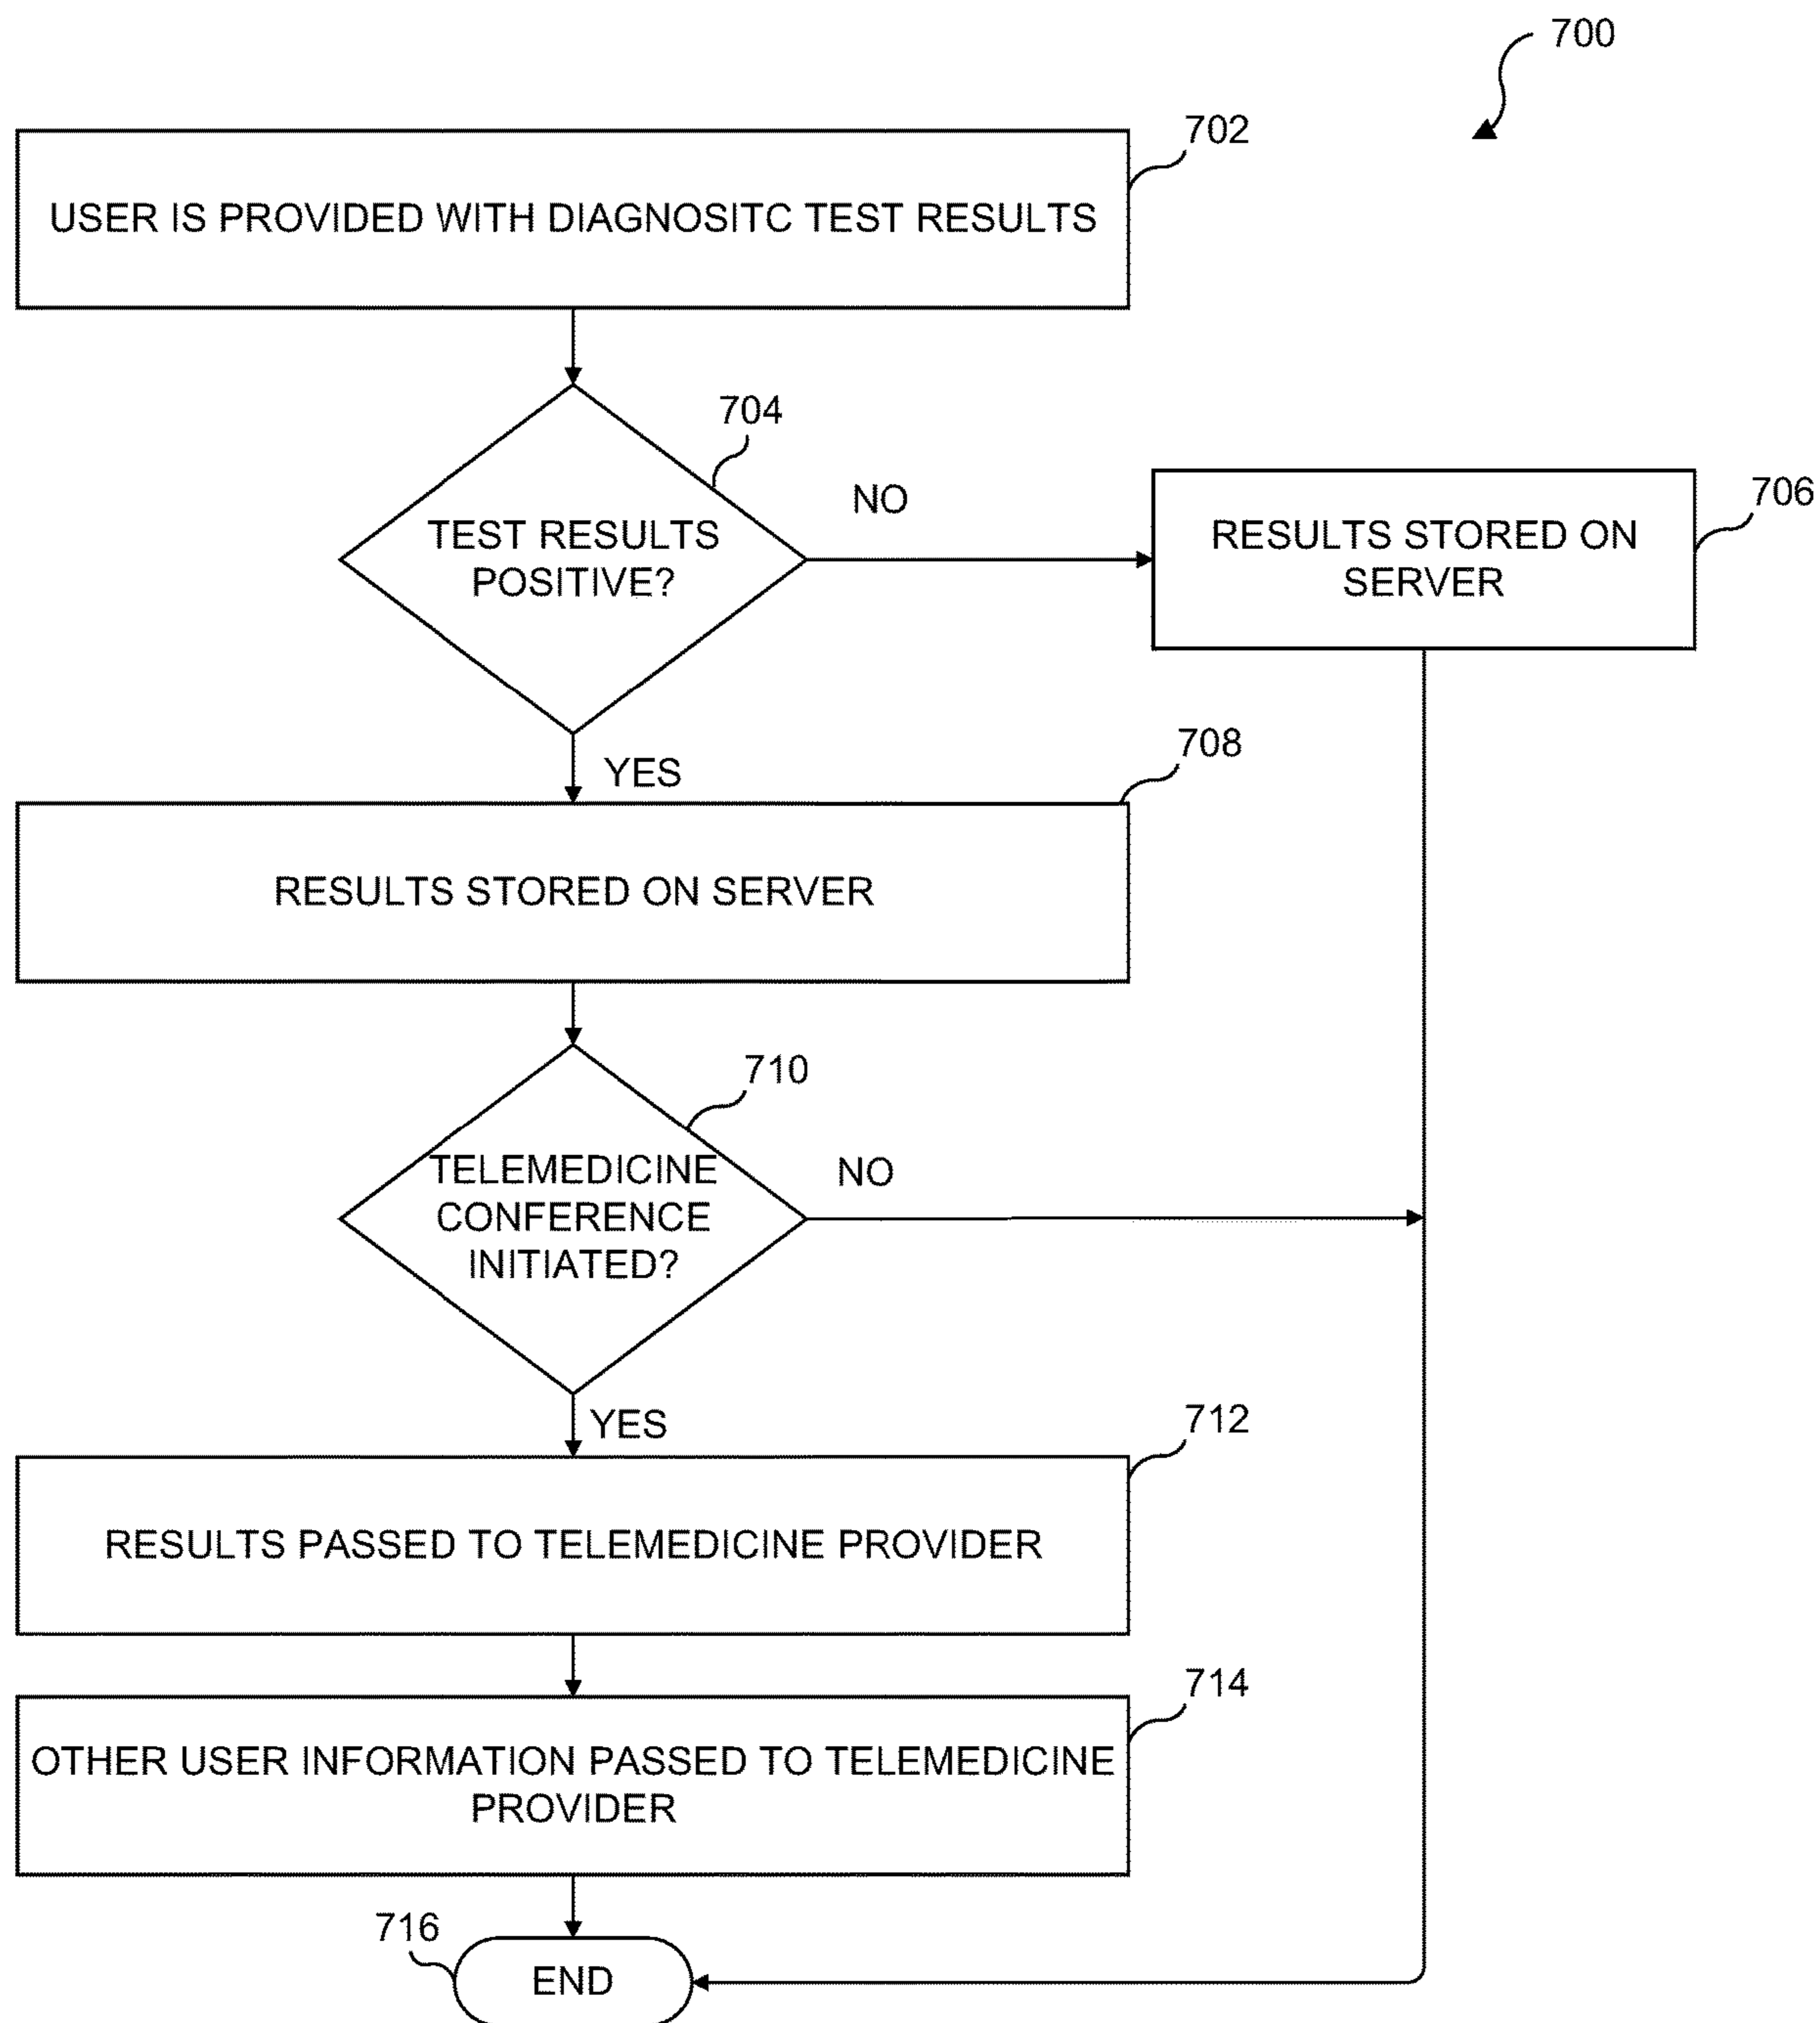 700
702
USER IS PROVIDED WITH DIAGNOSITC TEST RESULTS
704
TEST RESULTS
POSITIVE?
NO
706
RESULTS STORED ON
SERVER
YES
708
RESULTS STORED ON SERVER
710
TELEMEDICINE
CONFERENCE
INITIATED?
NO
YES
712
RESULTS PASSED TO TELEMEDICINE PROVIDER
714
OTHER USER INFORMATION PASSED TO TELEMEDICINE
PROVIDER
716
END